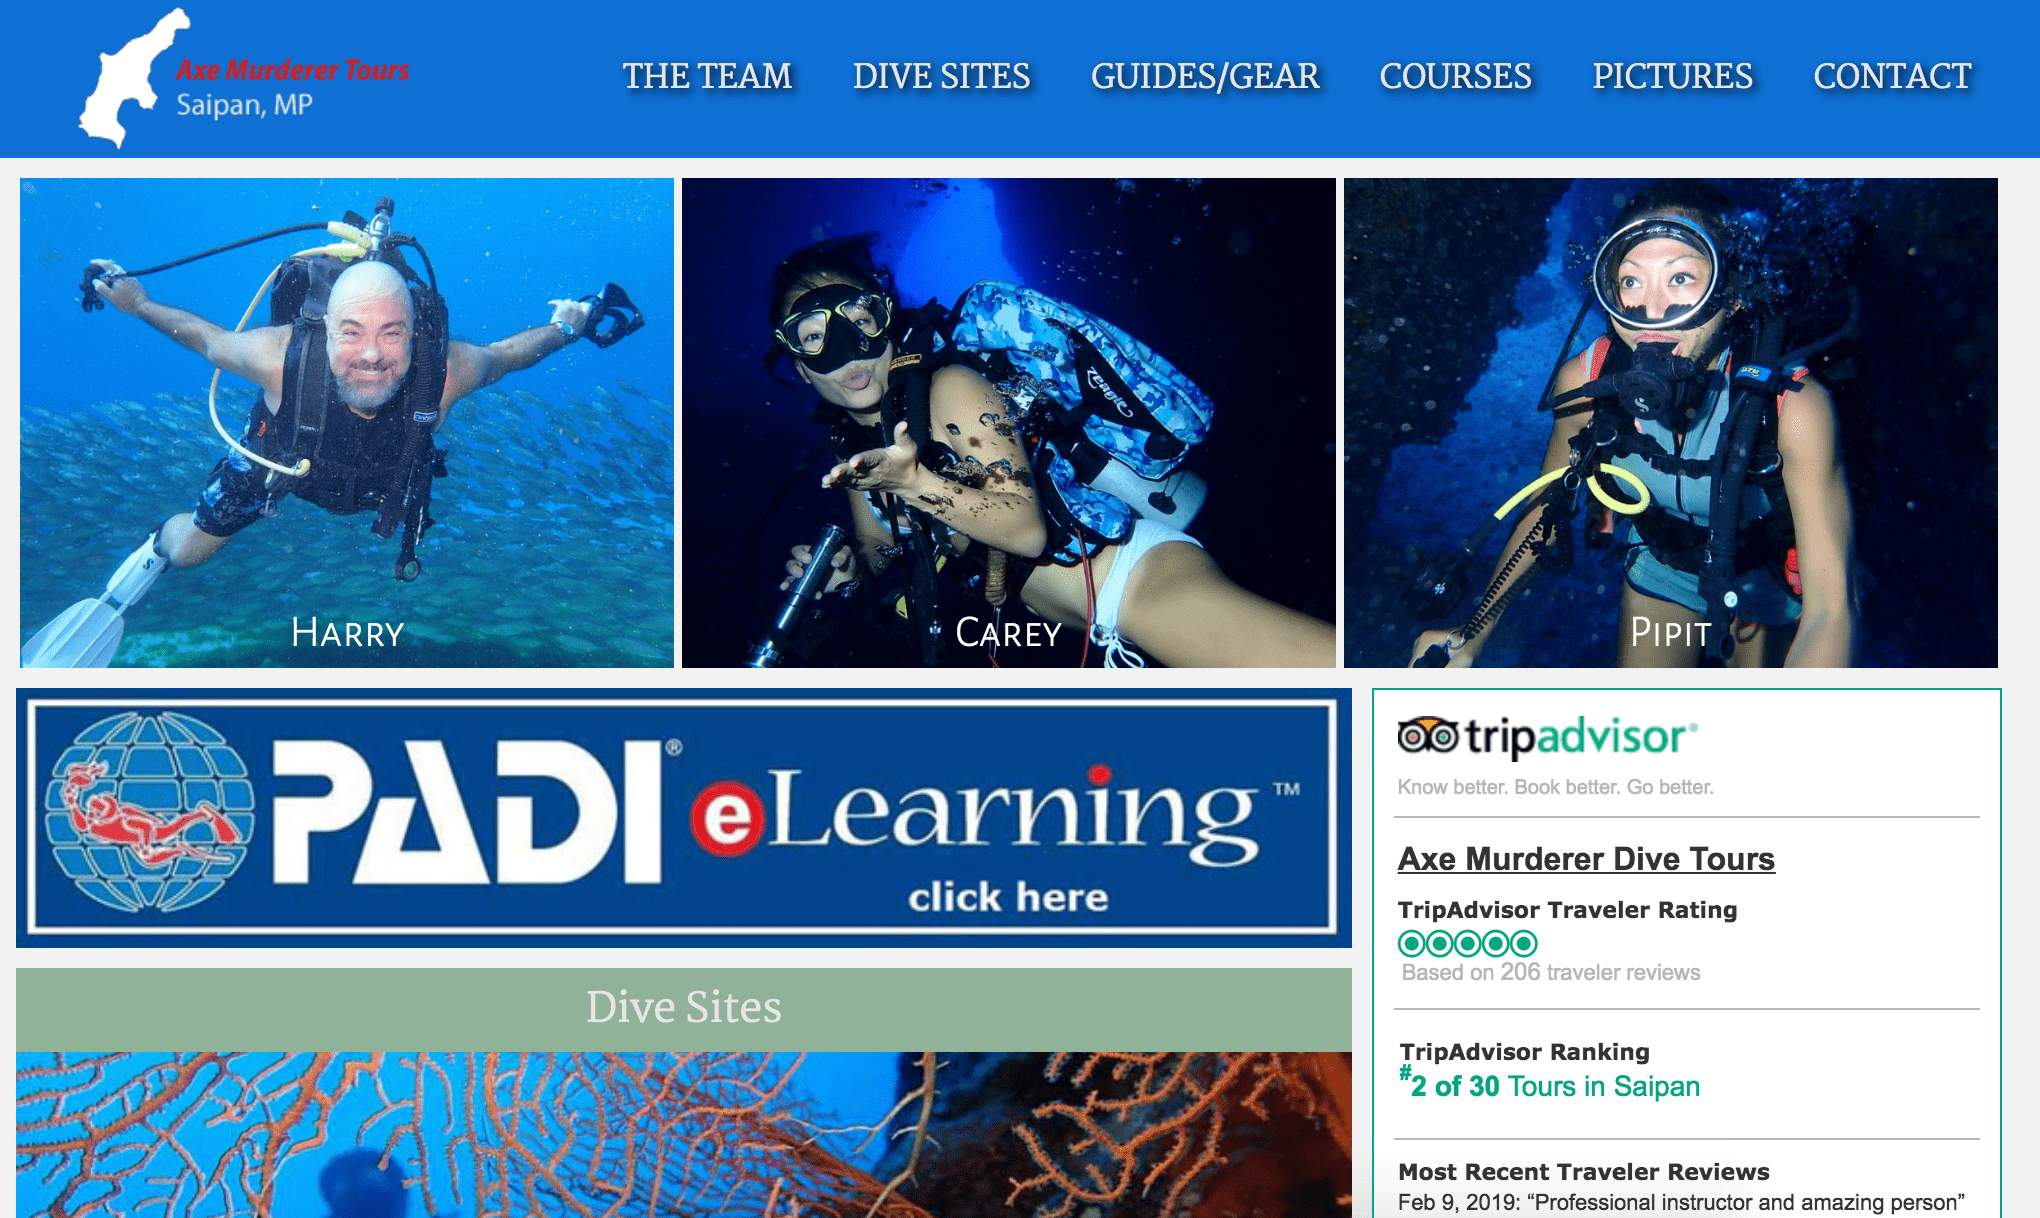 Axe Murderer Tours
Saipan, MP
THE TEAM
DIVE SITES
GUIDES/GEAR
COURSES
PICTURES
CONTACT
Zeagle
HARRY
CAREY
PIPIT
PADI® eLearning™
click here
tripadvisor®
Know better. Book better. Go better.
Axe Murderer Dive Tours
TripAdvisor Traveler Rating
Based on 206 traveler reviews
TripAdvisor Ranking
#2 of 30 Tours in Saipan
Most Recent Traveler Reviews
Feb 9, 2019: “Professional instructor and amazing person”
Dive Sites